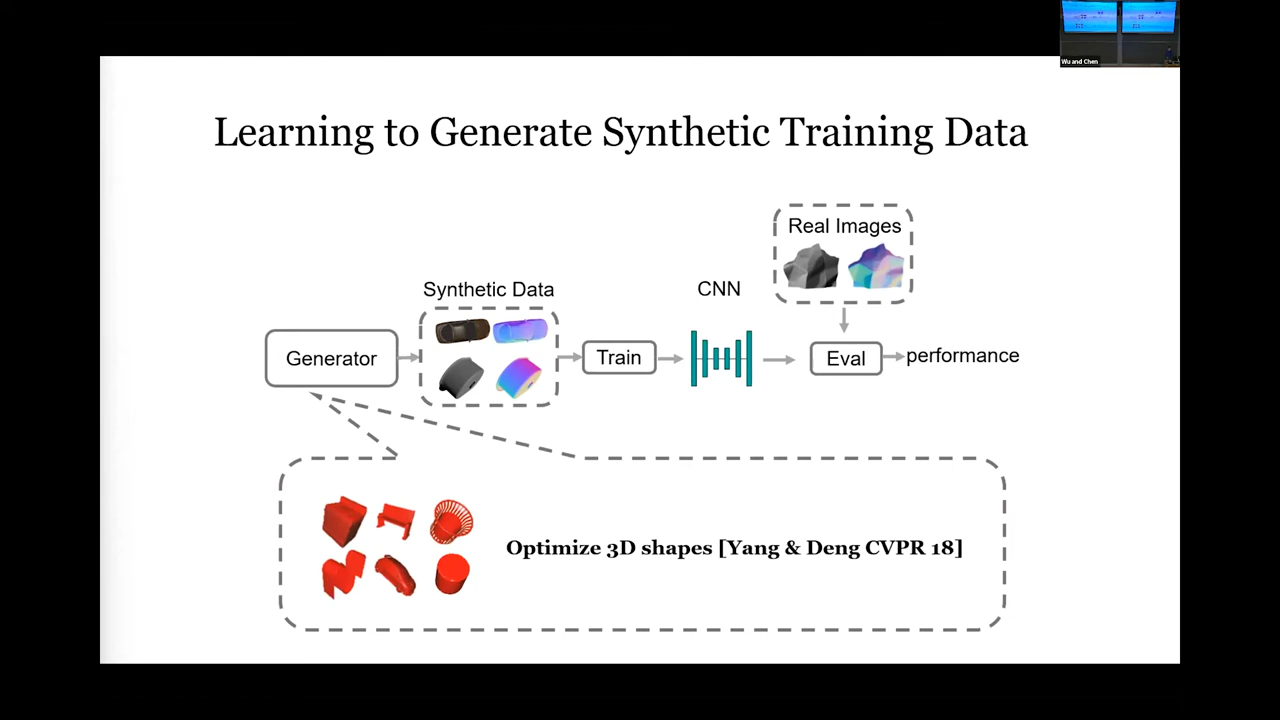 Wu and Chen
Learning to Generate Synthetic Training Data
Real Images
Synthetic Data
CNN
Generator
Train
Eval
performance
Optimize 3D shapes [Yang & Deng CVPR 18]